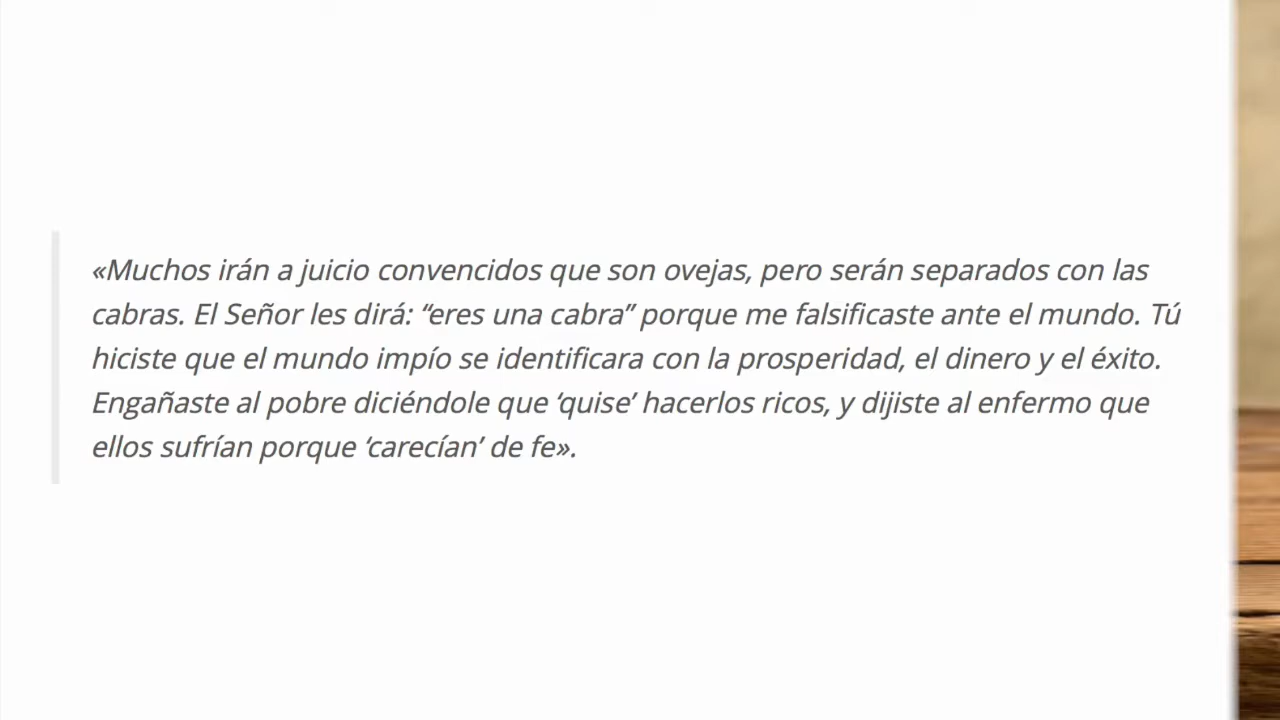 «Muchos irán a juicio convencidos que son ovejas, pero serán separados con las
cabras. El Señor les dirá: “eres una cabra” porque me falsificaste ante el mundo. Tú
hiciste que el mundo impío se identificara con la prosperidad, el dinero y el éxito.
Engañaste al pobre diciéndole que ‘quise’ hacerlos ricos, y dijiste al enfermo que
ellos sufrían porque ‘carecían’ de fe».